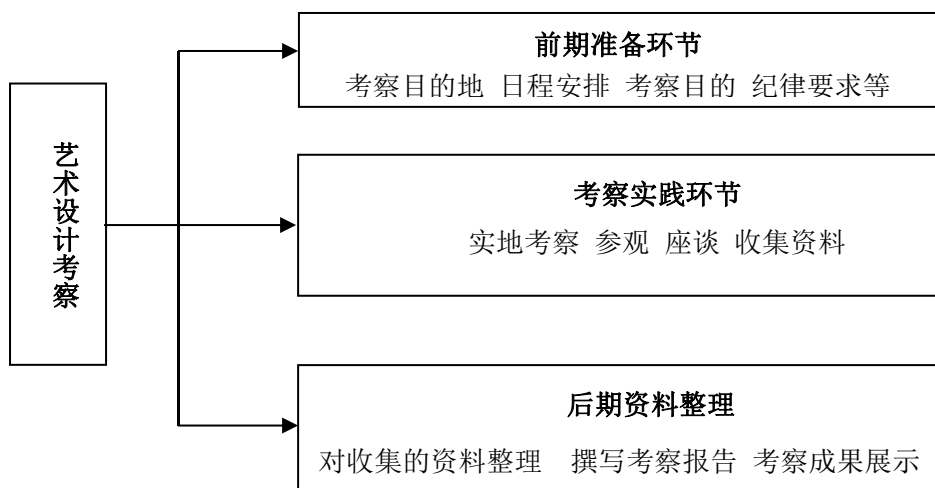 艺术设计考察
前期准备环节
考察目的地 日程安排 考察目的 纪律要求等
考察实践环节
实地考察 参观 座谈 收集资料
后期资料整理
对收集的资料整理 撰写考察报告 考察成果展示